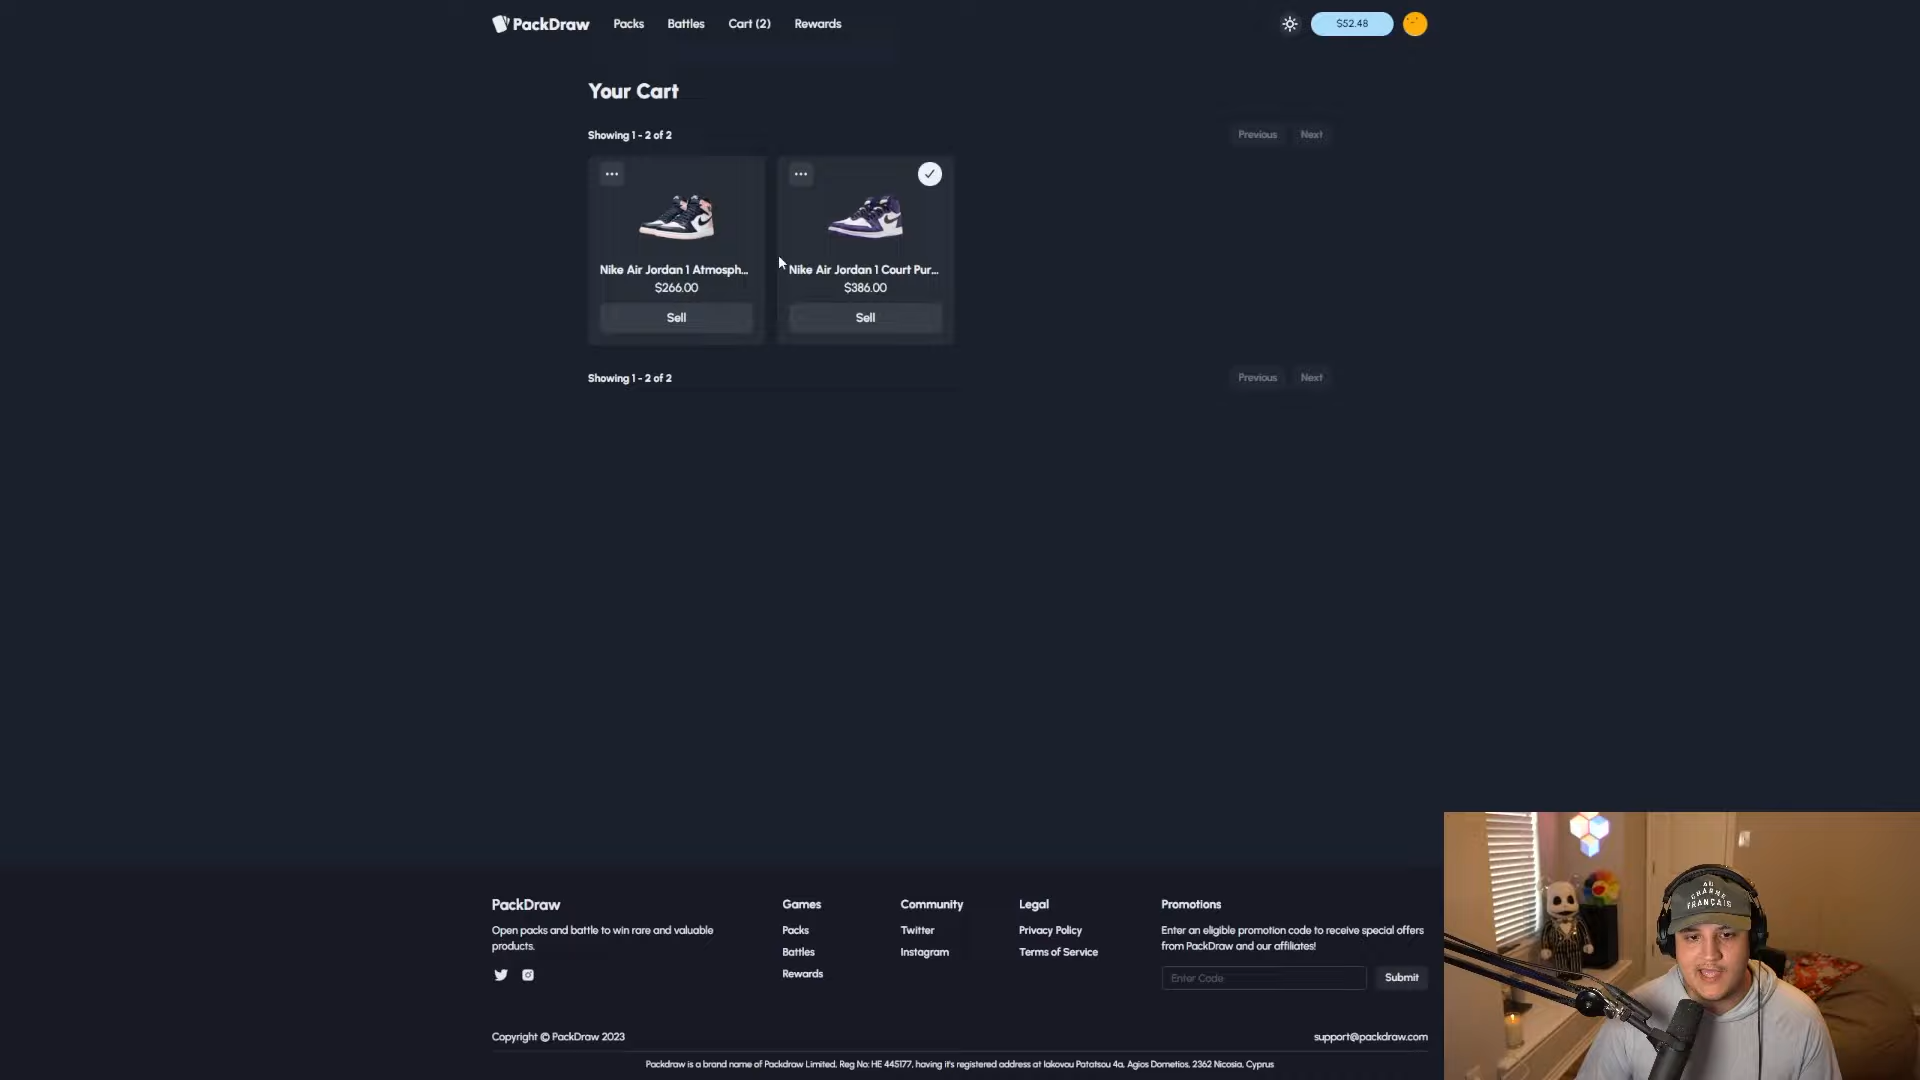 PackDraw Packs Battles Cart (2) Rewards $52.48
Your Cart
Showing 1 - 2 of 2 Previous Next
Nike Air Jordan 1 Atmosph... Nike Air Jordan 1 Court Pur...
$266.00 $386.00
Sell Sell
Showing 1 - 2 of 2 Previous Next
PackDraw Games Community Legal Promotions
Open packs and battle to win rare and valuable
products.
Packs
Battles
Rewards
Twitter
Instagram
Privacy Policy
Terms of Service
Enter an eligible promotion code to receive special offers
from PackDraw and our affiliates!
Enter Code Submit
AU
CHARME
FRANÇAIS
Copyright © PackDraw 2023 support@packdraw.com
Packdraw is a brand name of Packdraw Limited, Reg No: HE 445177, having it's registered address at Iakovou Patatsou 4a, Agios Dometios, 2362 Nicosia, Cyprus